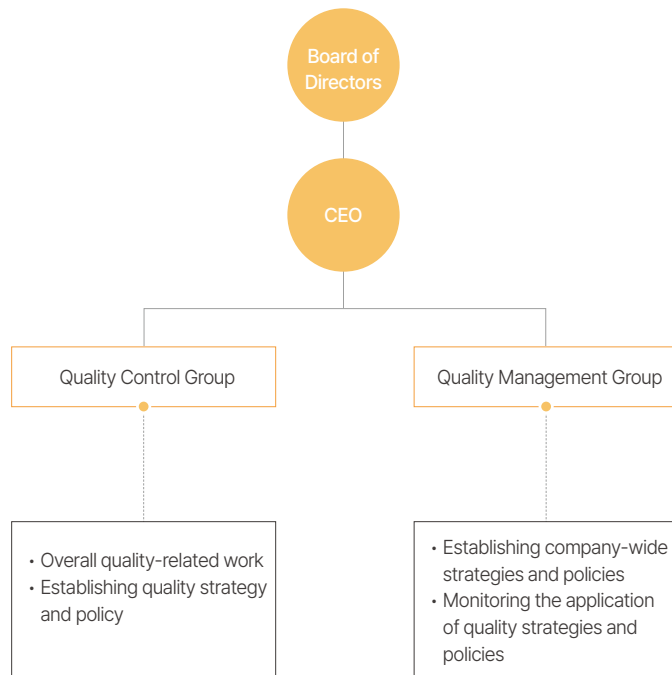 Board of
Directors
CEO
Quality Control Group
Quality Management Group
• Overall quality-related work
• Establishing quality strategy
and policy
• Establishing company-wide
strategies and policies
• Monitoring the application
of quality strategies and
policies